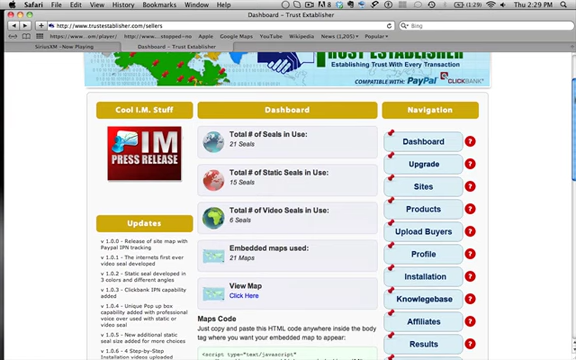 Safari File Edit View History Bookmarks Window Help
Thu 2:29 PM
Dashboard – Trust Extablisher
http://www.trustestablisher.com/sellers
Bing
Apple Google Maps YouTube Wikipedia News (1,205) Popular
SiriusXM -Now Playing
Dashboard – Trust Extablisher
TRUST ESTABLISHER
Establishing Trust With Every Transaction
COMPATIBLE WITH: PayPal CLICKBANK
Cool I.M. Stuff
IM
PRESS RELEASE
Updates
v 1.0.0 - Release of site map with Paypal IPN tracking
v 1.0.1 - The internets first ever video seal developed
v 1.0.2 - Static seal developed in 3 colors and different angles
v 1.0.3 - Clickbank IPN capability added
v 1.0.4 - Unique Pop up box capability added with professional voice over used with static or video seal
v 1.0.5 - New additional static seal size added for more choices
v 1.0.6 - 4 Step-by-Step Installation videos uploaded
Dashboard
Total # of Seals in Use:
21 Seals
Total # of Static Seals in Use:
15 Seals
Total # of Video Seals in Use:
6 Seals
Embedded maps used:
21 Maps
View Map
Click Here
Maps Code
Just copy and paste this HTML code anywhere inside the body tag where you want your embedded map to appear:
<script type="text/javascript"
Navigation
Dashboard ?
Upgrade ?
Sites ?
Products ?
Upload Buyers ?
Profile ?
Installation ?
Knowlegebase ?
Affiliates ?
Results ?